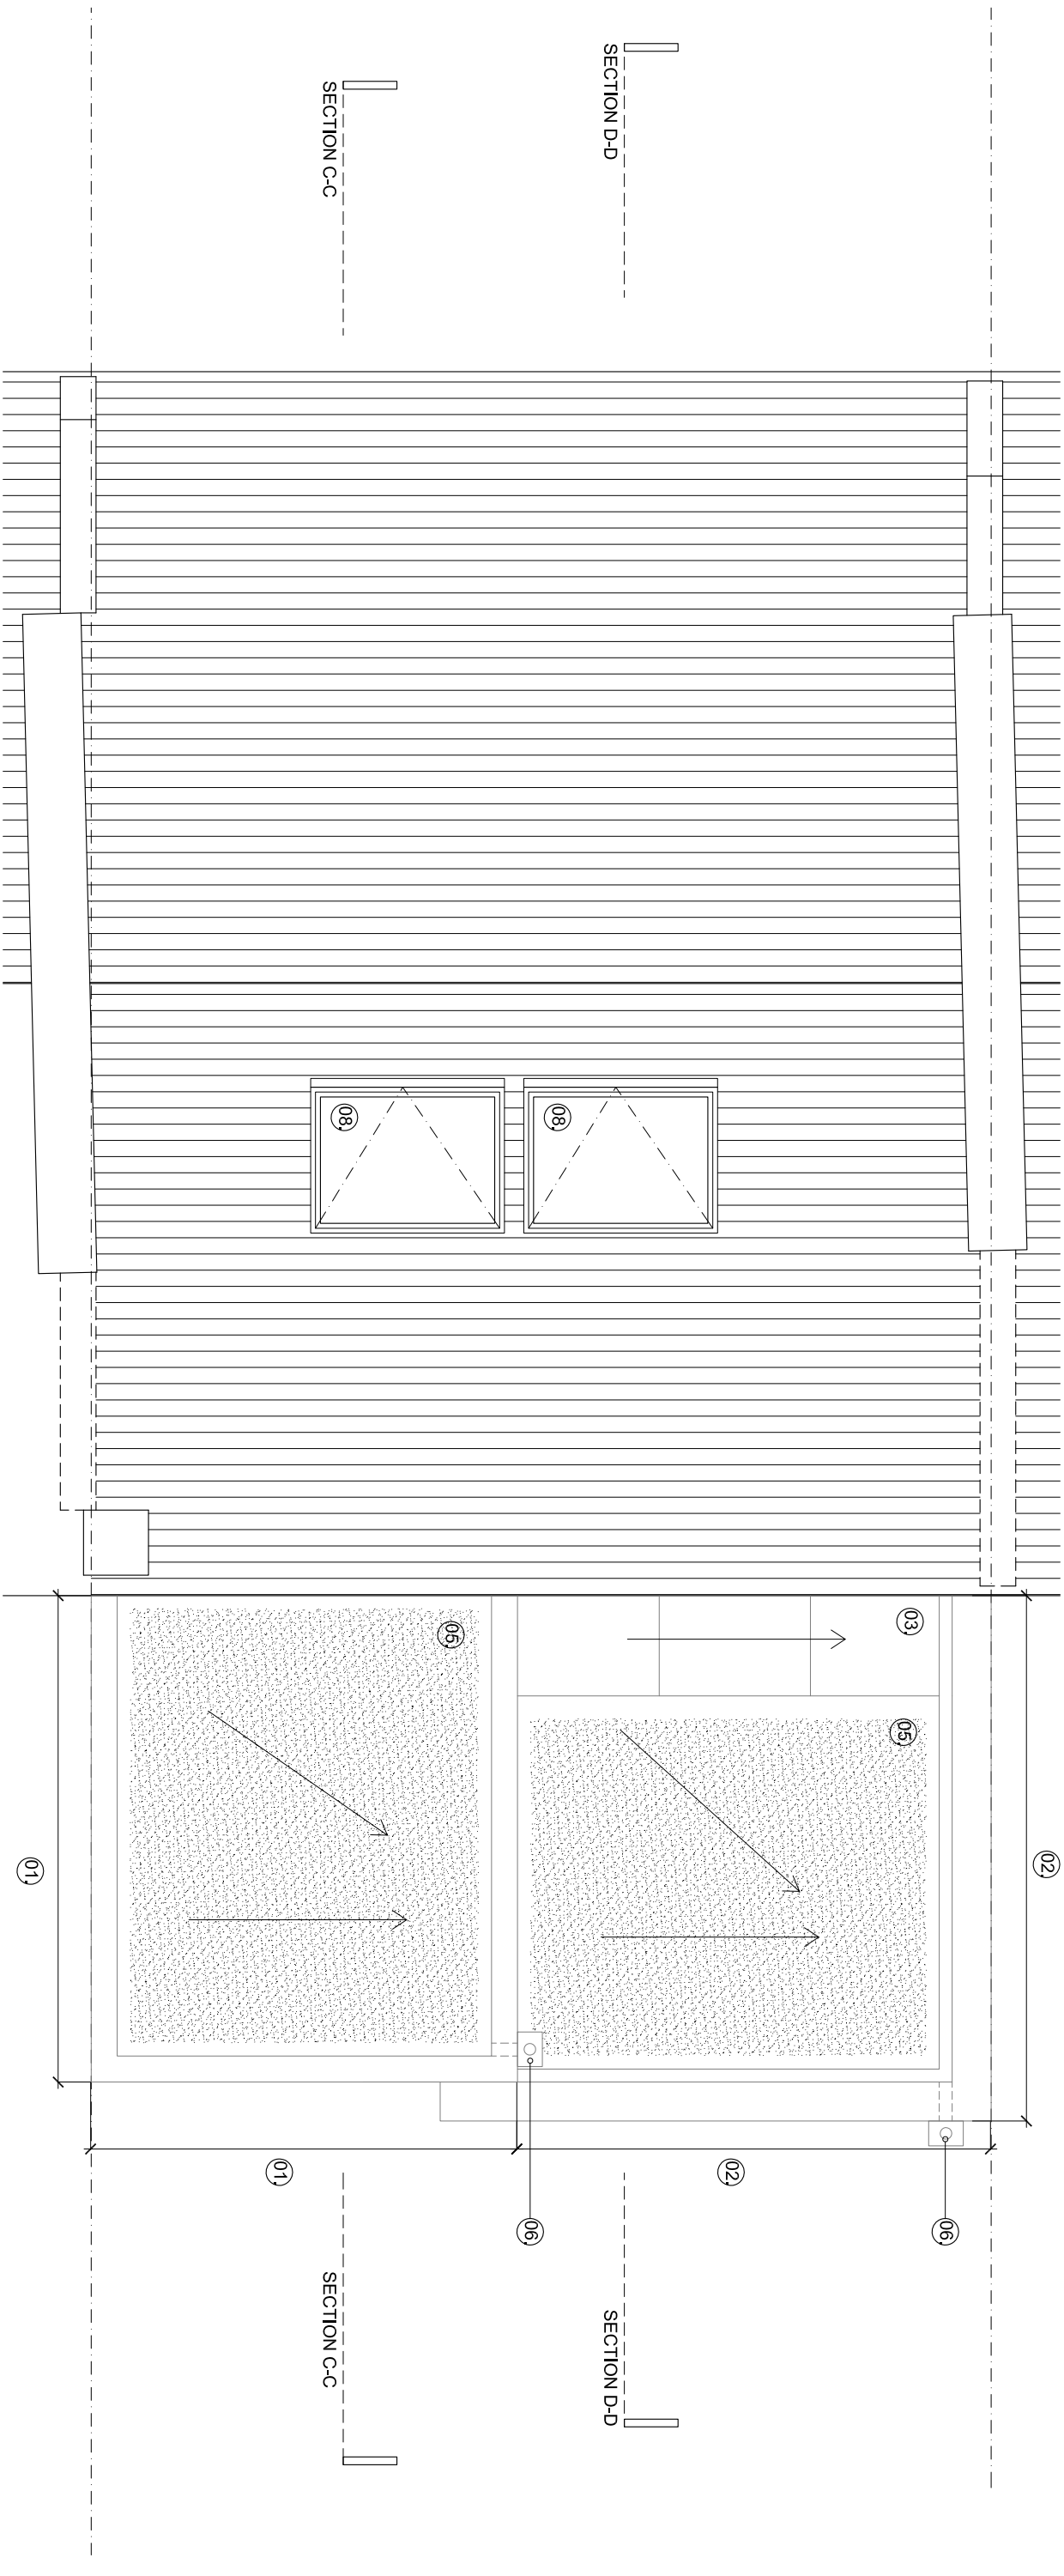 SECTION D-D
SECTION C-C
08.
08.
03.
05.
05.
02.
01.
02.
01.
06.
06.
SECTION D-D
SECTION C-C